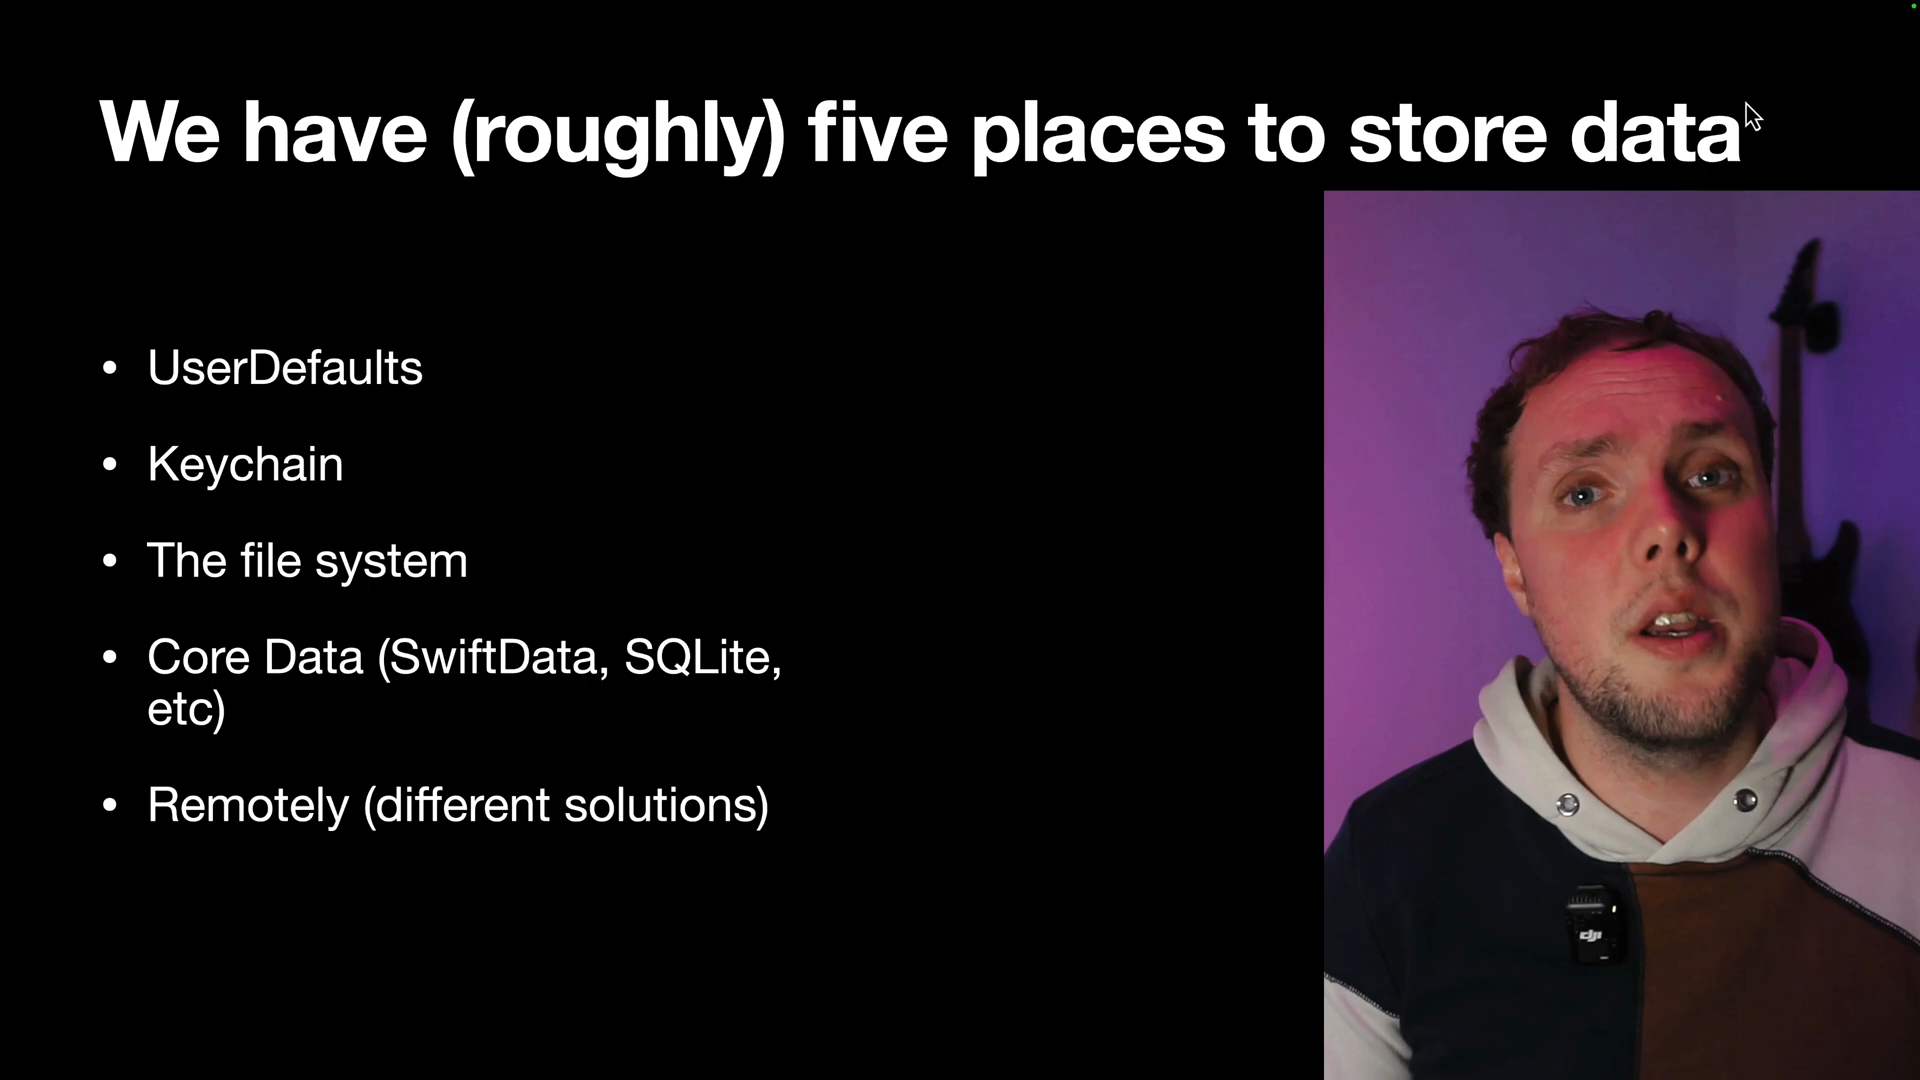 We have (roughly) five places to store data
• UserDefaults
• Keychain
• The file system
• Core Data (SwiftData, SQLite,
etc)
• Remotely (different solutions)
dji